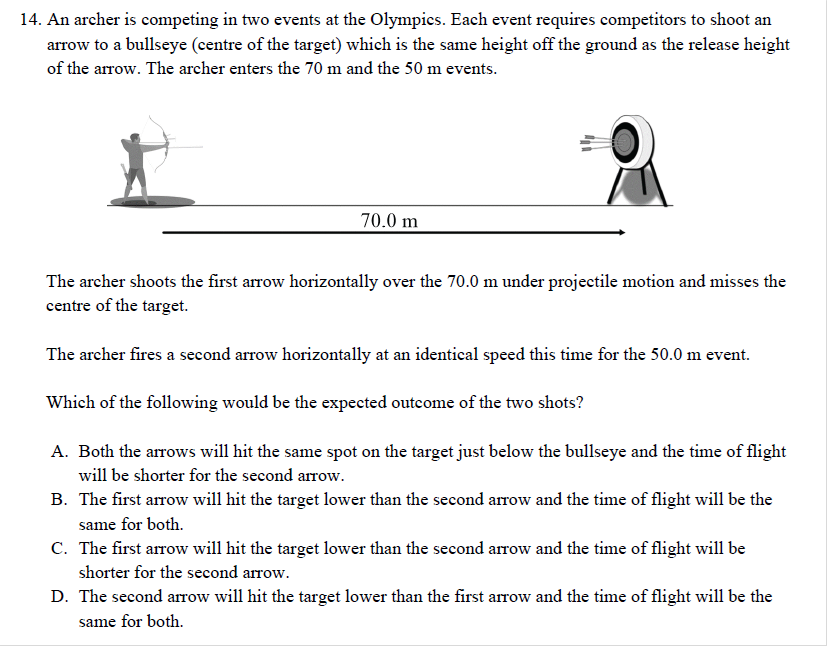 14. An archer is competing in two events at the Olympics. Each event requires competitors to shoot an
arrow to a bullseye (centre of the target) which is the same height off the ground as the release height
of the arrow. The archer enters the 70 m and the 50 m events.
70.0 m
The archer shoots the first arrow horizontally over the 70.0 m under projectile motion and misses the
centre of the target.
The archer fires a second arrow horizontally at an identical speed this time for the 50.0 m event.
Which of the following would be the expected outcome of the two shots?
A. Both the arrows will hit the same spot on the target just below the bullseye and the time of flight
will be shorter for the second arrow.
B. The first arrow will hit the target lower than the second arrow and the time of flight will be the
same for both.
C. The first arrow will hit the target lower than the second arrow and the time of flight will be
shorter for the second arrow.
D. The second arrow will hit the target lower than the first arrow and the time of flight will be the
same for both.